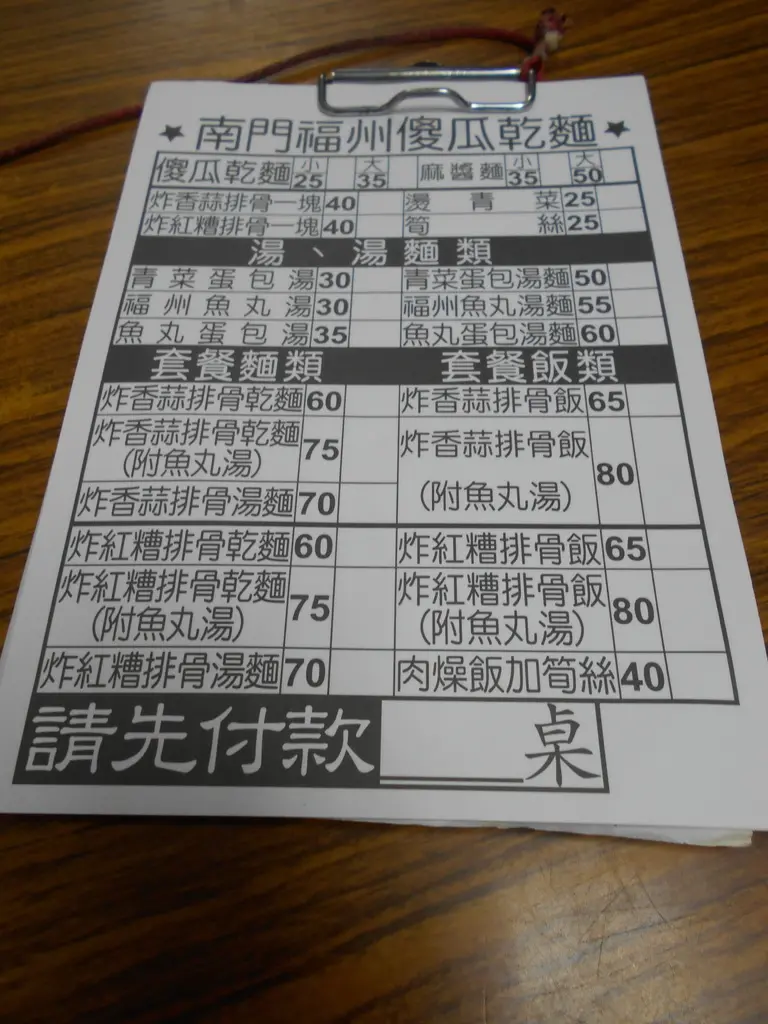 ★南門福州傻瓜乾麵★
傻瓜乾麵 小25 大35 麻醬麵 小35 大50
炸香蒜排骨一塊 40 燙青菜 25
炸紅糟排骨一塊 40 筍絲 25
湯、湯麵類
青菜蛋包湯 30 青菜蛋包湯麵 50
福州魚丸湯 30 福州魚丸湯麵 55
魚丸蛋包湯 35 魚丸蛋包湯麵 60
套餐麵類 套餐飯類
炸香蒜排骨乾麵 60 炸香蒜排骨飯 65
炸香蒜排骨乾麵 75 炸香蒜排骨飯 80
(附魚丸湯) (附魚丸湯)
炸香蒜排骨湯麵 70
炸紅糟排骨乾麵 60 炸紅糟排骨飯 65
炸紅糟排骨乾麵 75 炸紅糟排骨飯 80
(附魚丸湯) (附魚丸湯)
炸紅糟排骨湯麵 70 肉燥飯加筍絲 40
請先付款 ____桌